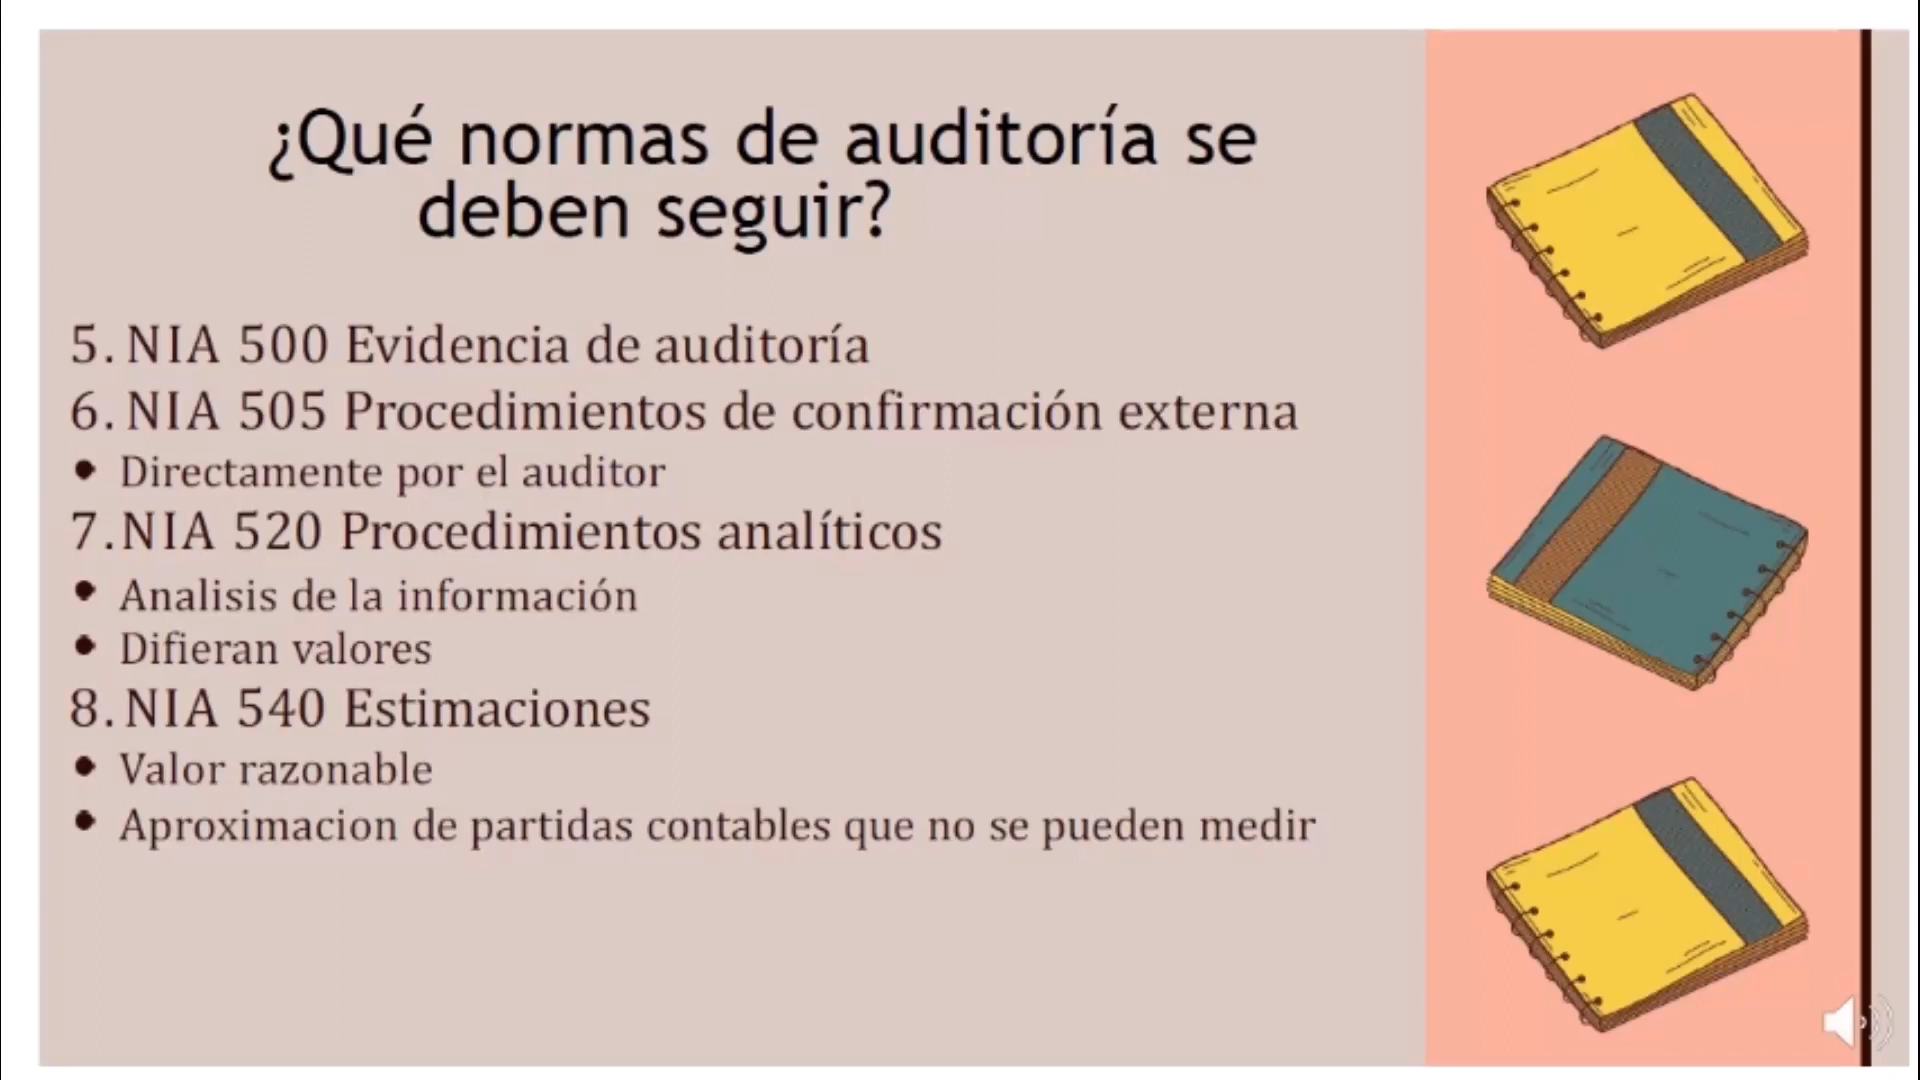 ¿Qué normas de auditoría se
deben seguir?
5. NIA 500 Evidencia de auditoría
6. NIA 505 Procedimientos de confirmación externa
• Directamente por el auditor
7. NIA 520 Procedimientos analíticos
• Analisis de la información
• Difieran valores
8. NIA 540 Estimaciones
• Valor razonable
• Aproximacion de partidas contables que no se pueden medir